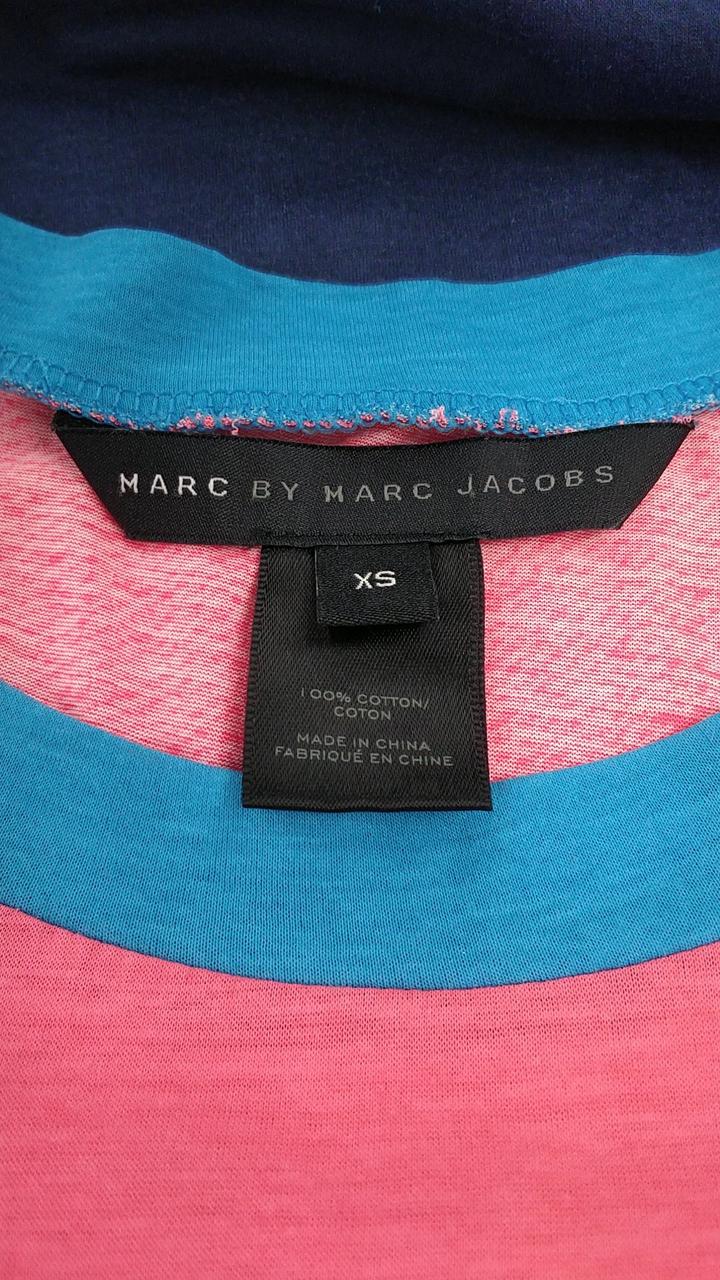 MARC BY MARC JACOBS
XS
100% COTTON/
COTON
MADE IN CHINA
FABRIQUÉ EN CHINE